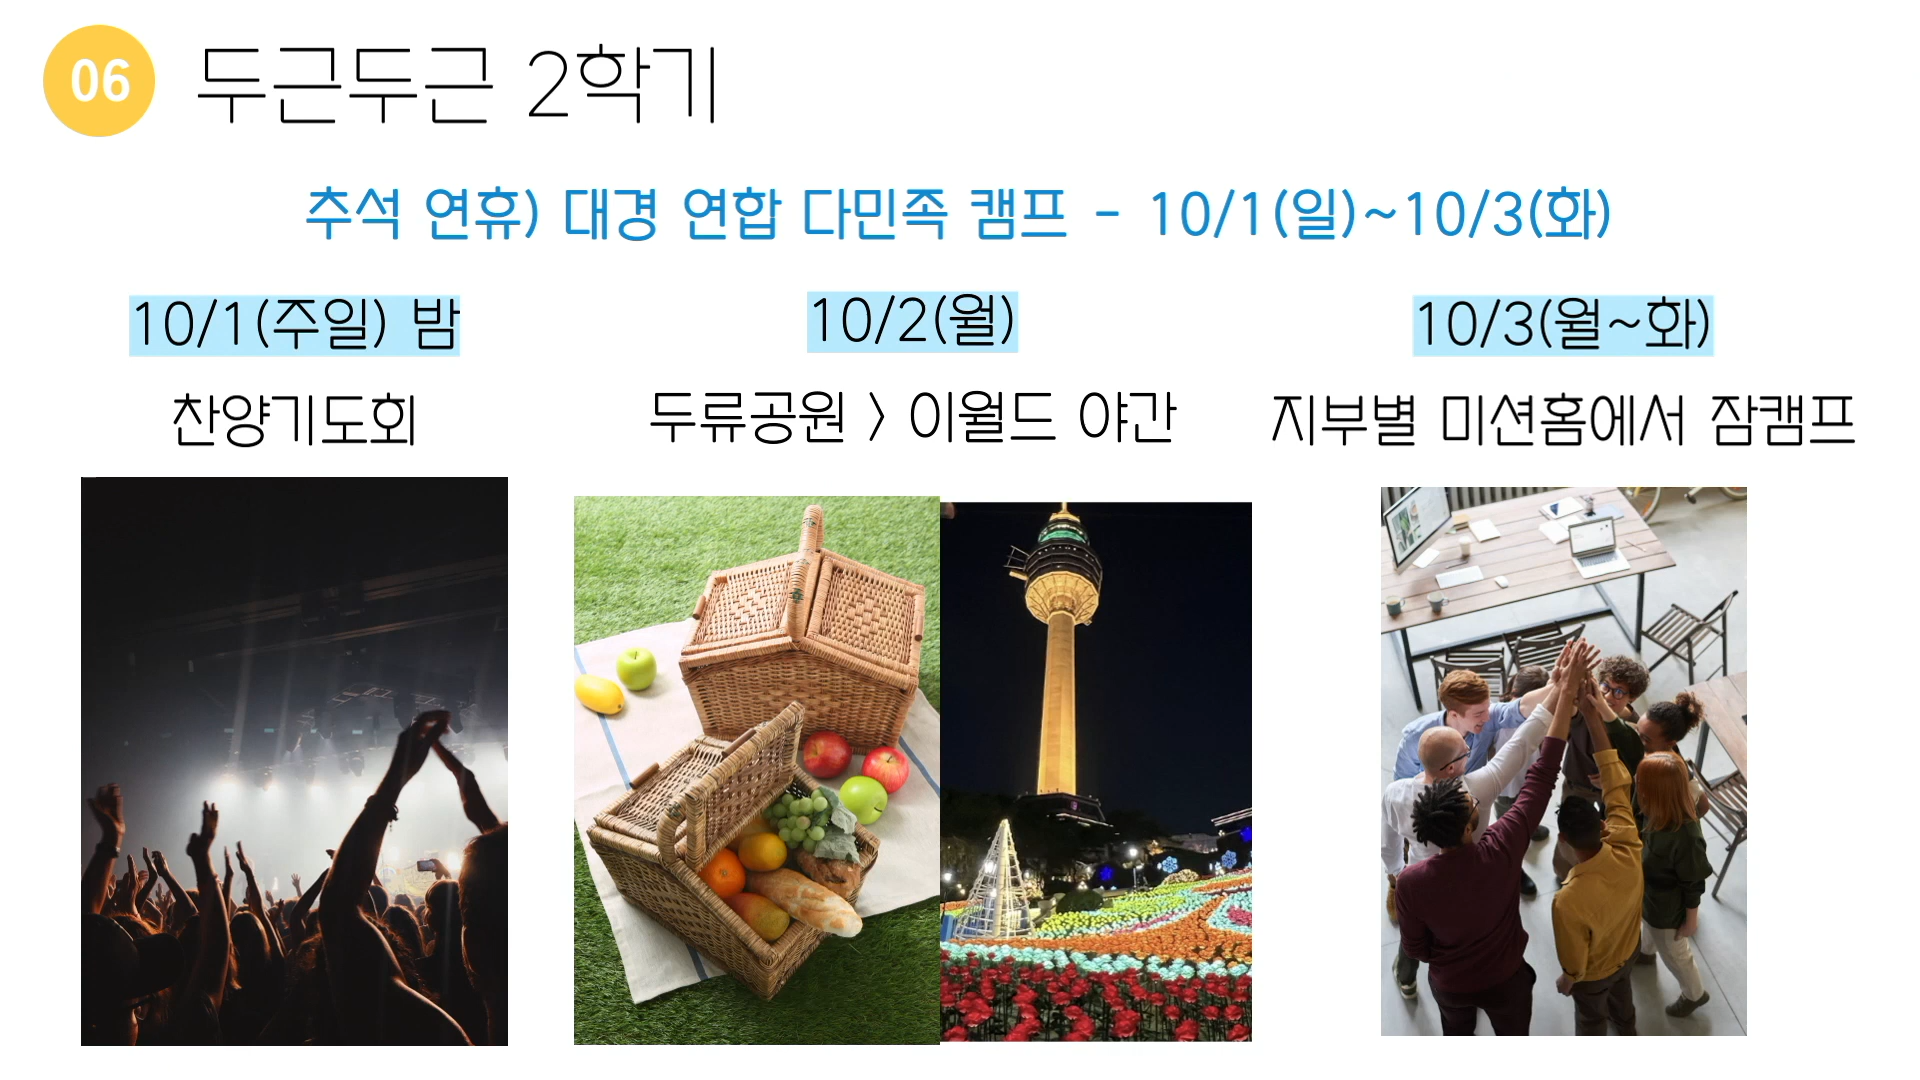 06 두근두근 2학기
추석 연휴) 대경 연합 다민족 캠프 - 10/1(일)~10/3(화)
10/1(주일) 밤
찬양기도회
10/2(월)
두류공원 > 이월드 야간
10/3(월~화)
지부별 미션홈에서 잠캠프